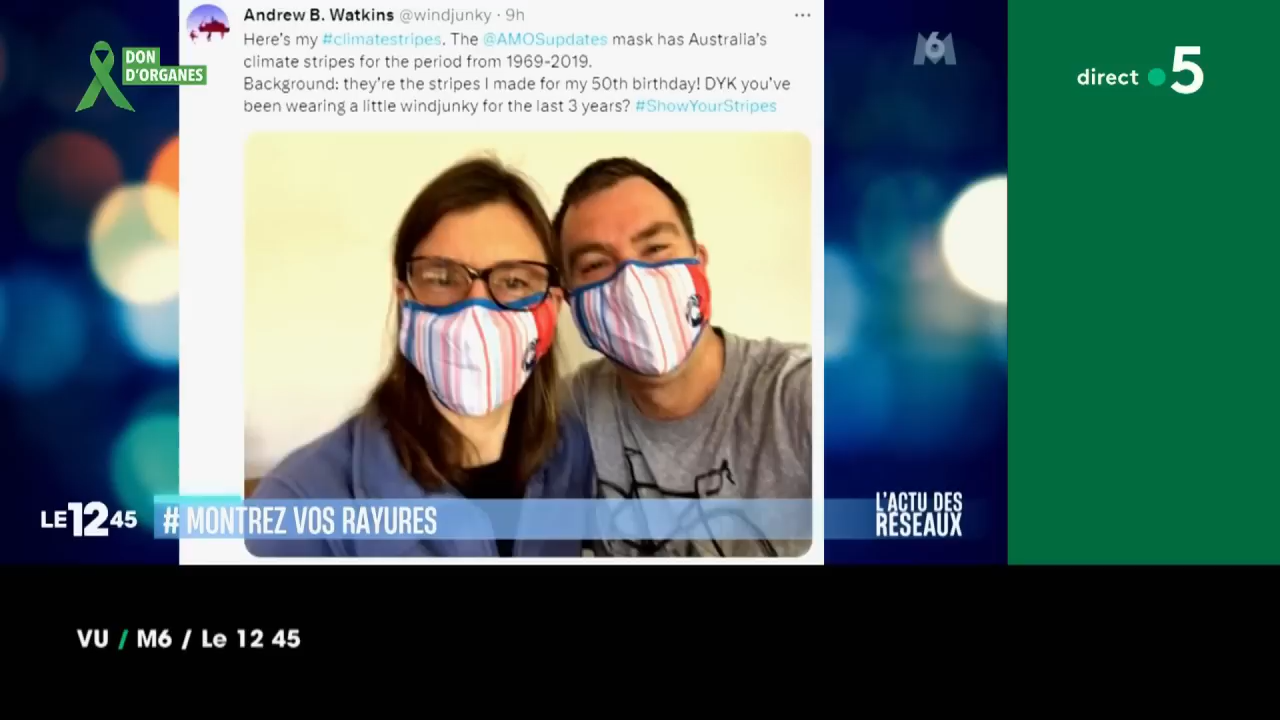 Andrew B. Watkins @windjunky · 9h
Here's my #climatestripes. The @AMOSupdates mask has Australia's
climate stripes for the period from 1969-2019.
Background: they're the stripes I made for my 50th birthday! DYK you've
been wearing a little windjunky for the last 3 years? #ShowYourStripes
DON
D'ORGANES
M6
direct 5
LE 12 45
# MONTREZ VOS RAYURES
L'ACTU DES
RÉSEAUX
VU / M6 / Le 12 45